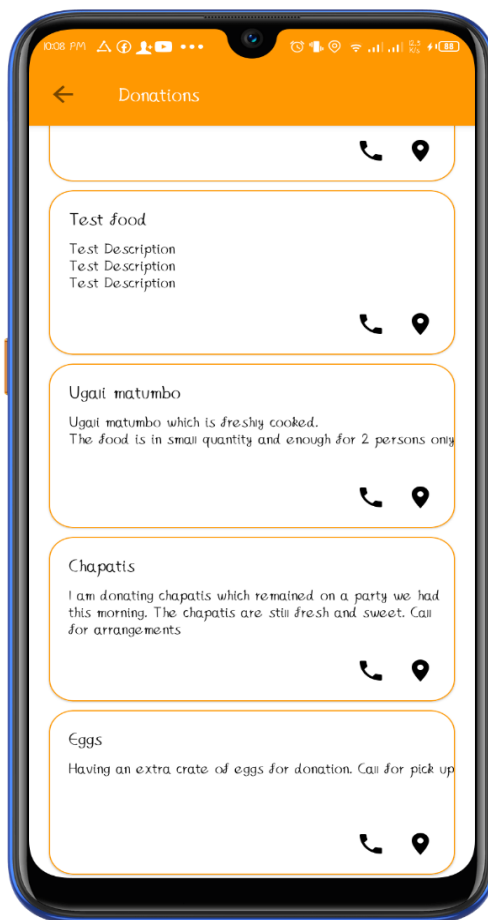 10:08 PM
88
Donations
Test food
Test Description
Test Description
Test Description
Ugali matumbo
Ugali matumbo which is freshly cooked.
The food is in small quantity and enough for 2 persons only
Chapatis
I am donating chapatis which remained on a party we had
this morning. The chapatis are still fresh and sweet. Call
for arrangements
Eggs
Having an extra crate of eggs for donation. Call for pick up